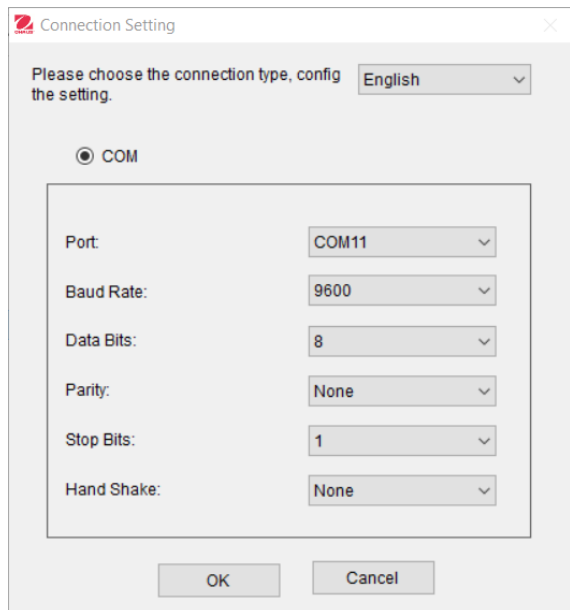 Connection Setting
Please choose the connection type, config
the setting.
English
COM
Port: COM11
Baud Rate: 9600
Data Bits: 8
Parity: None
Stop Bits: 1
Hand Shake: None
OK Cancel